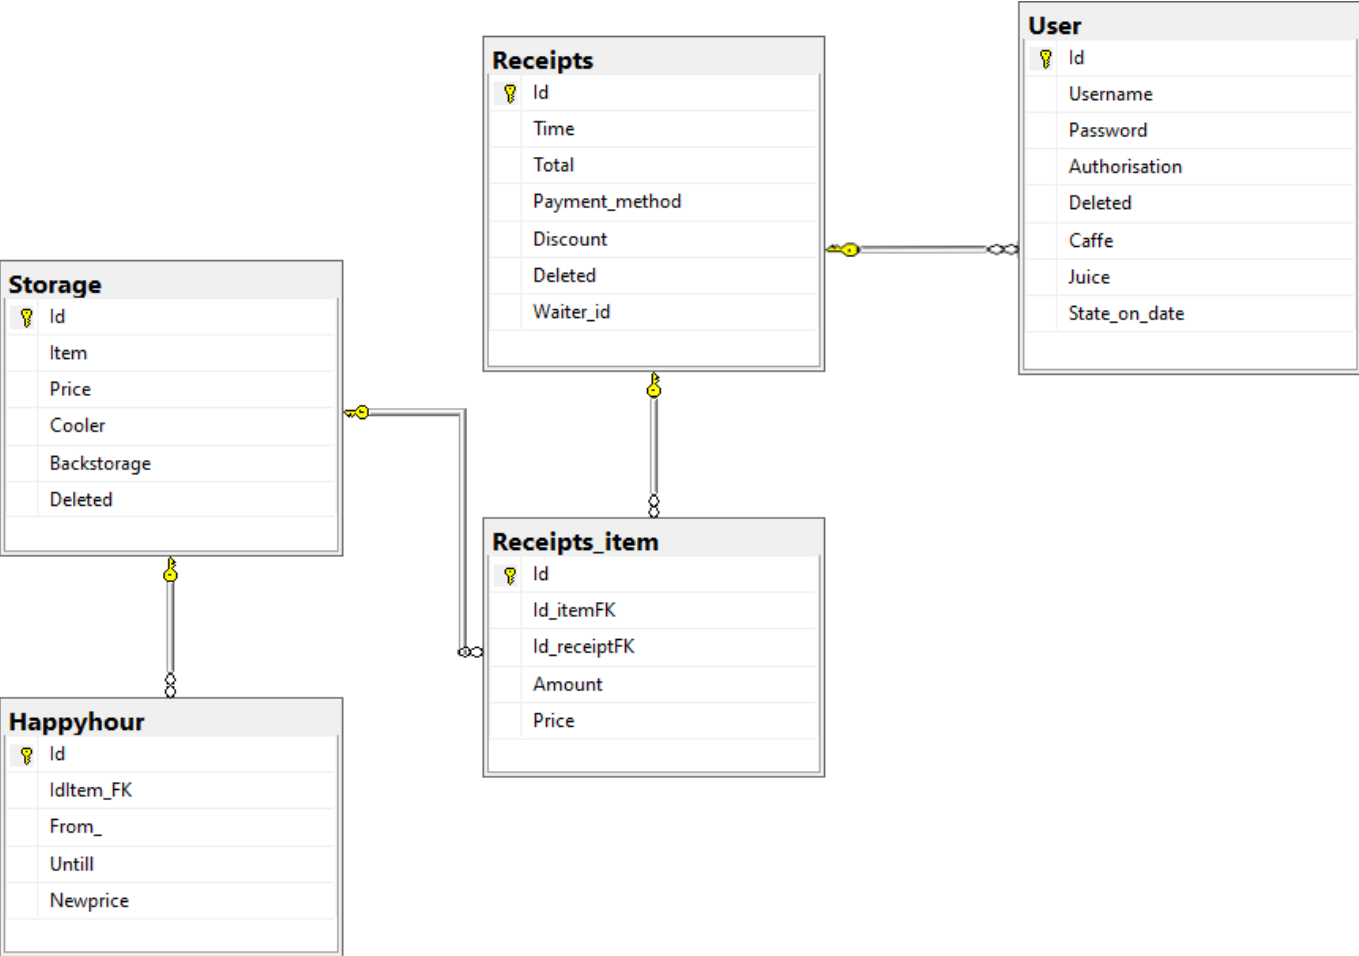 User
Id
Username
Password
Authorisation
Deleted
Caffe
Juice
State_on_date
Receipts
Id
Time
Total
Payment_method
Discount
Deleted
Waiter_id
Storage
Id
Item
Price
Cooler
Backstorage
Deleted
Receipts_item
Id
Id_itemFK
Id_receiptFK
Amount
Price
Happyhour
Id
IdItem_FK
From_
Untill
Newprice